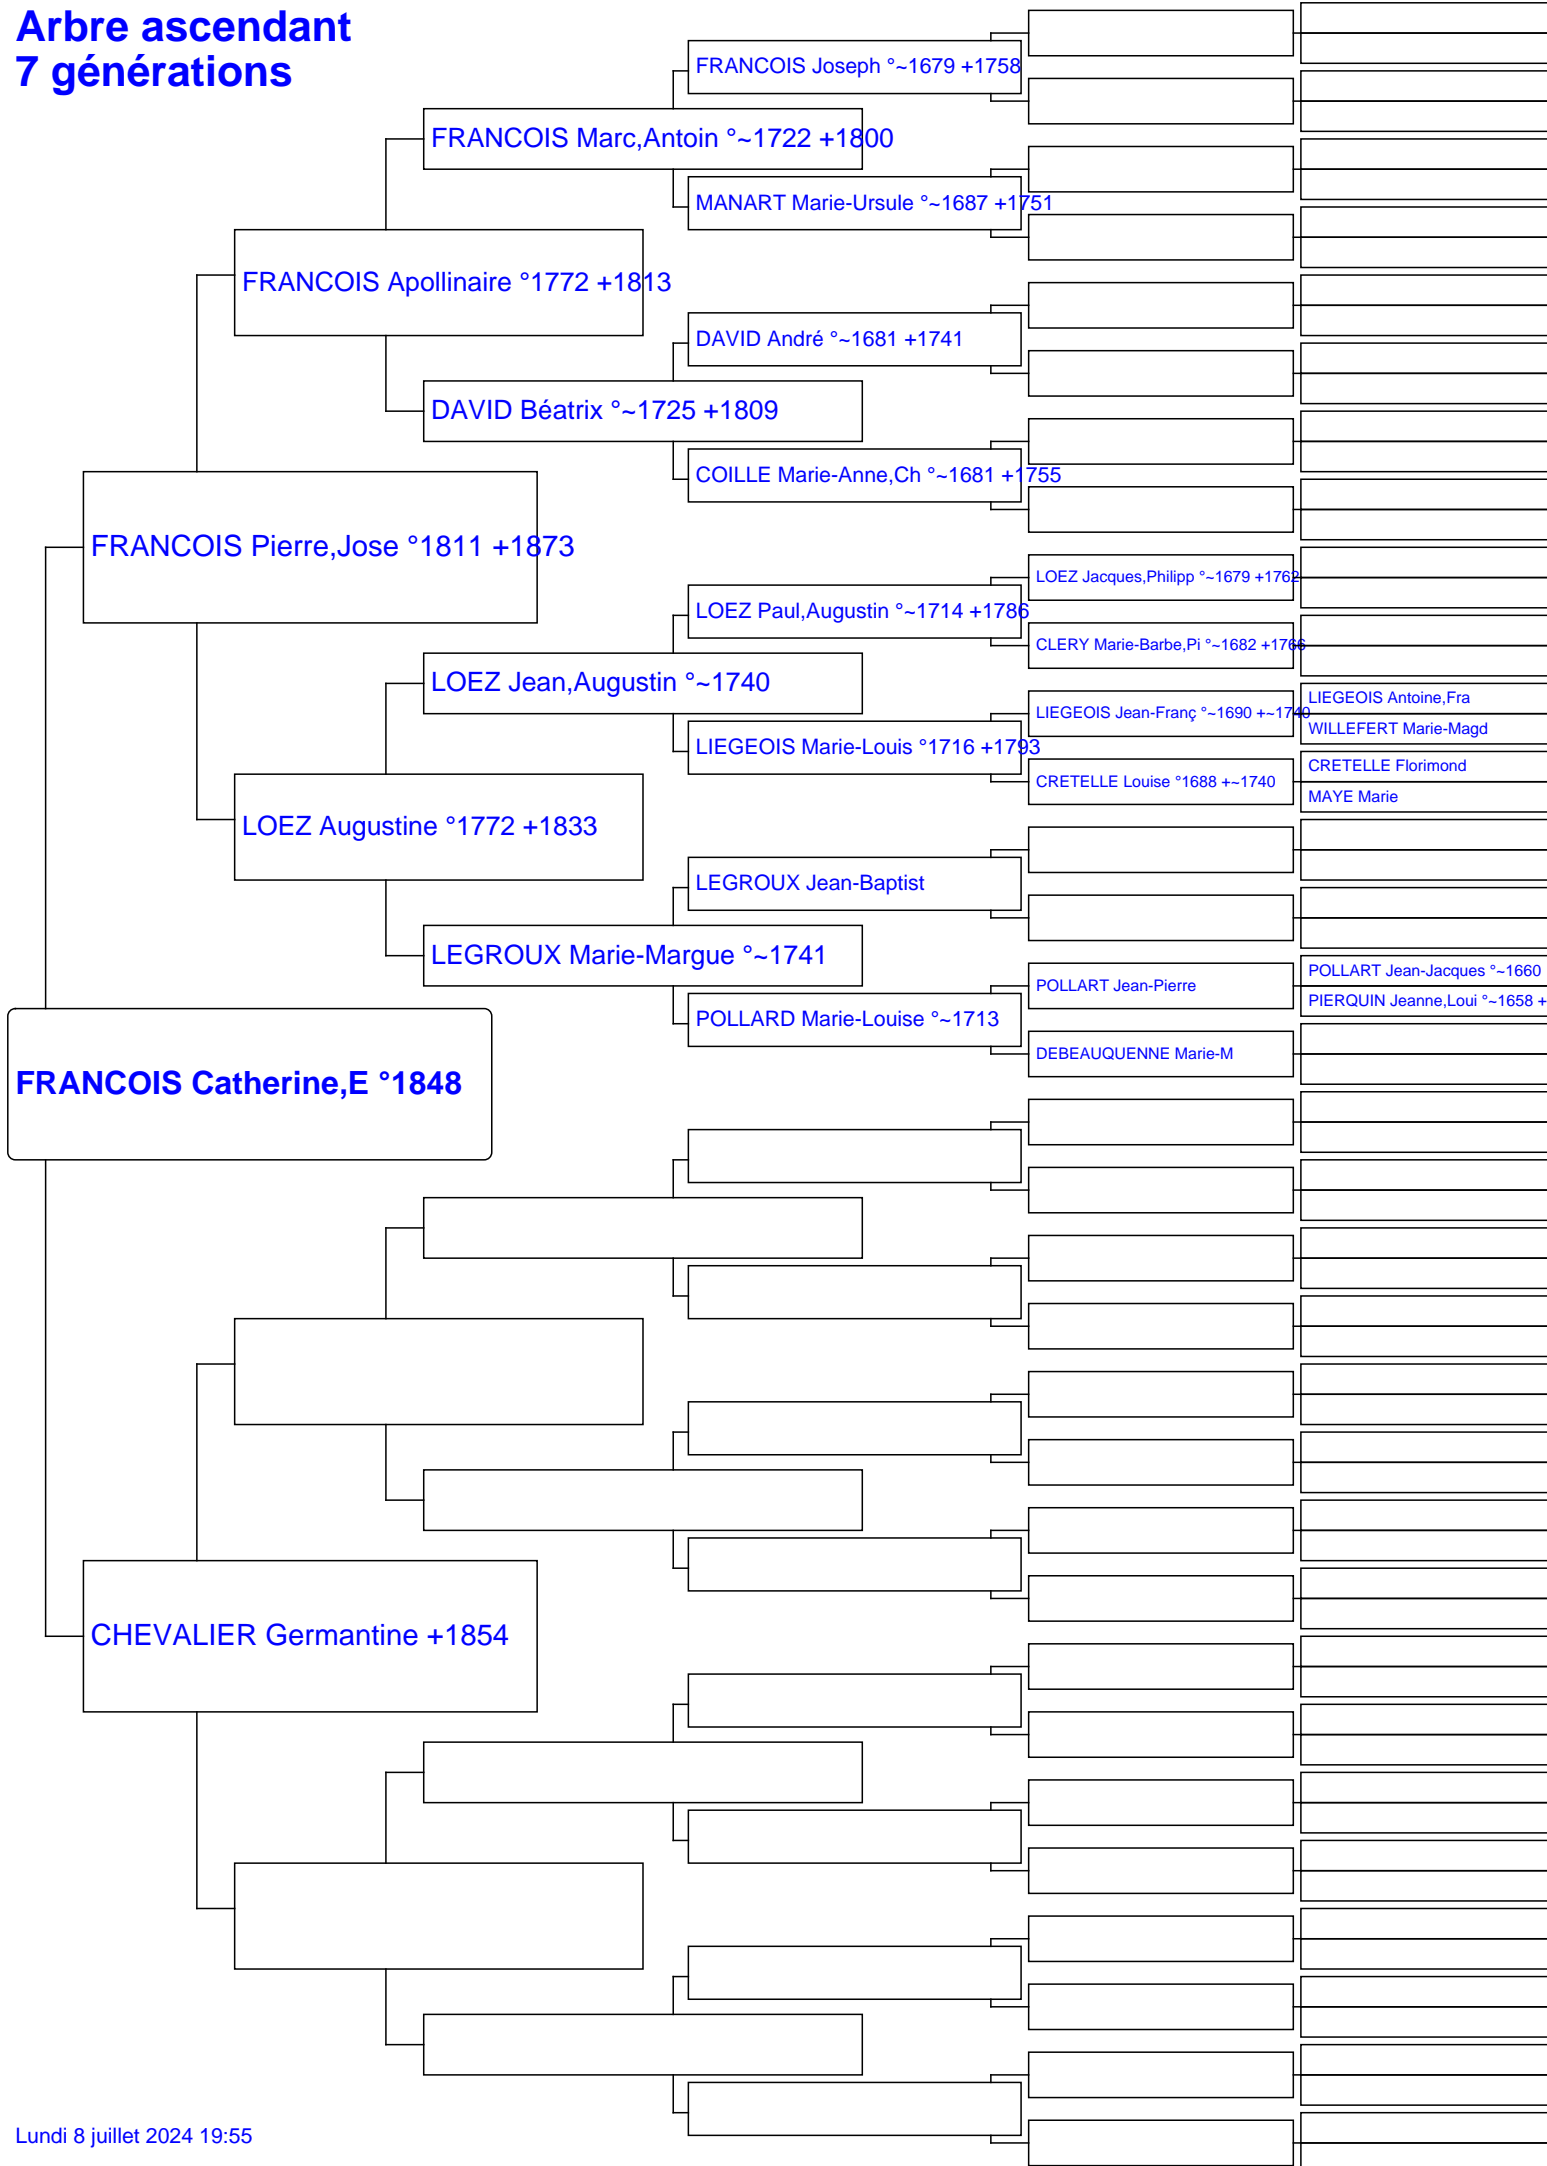 Arbre ascendant
7 générations
FRANCOIS Joseph °~1679 +1758
FRANCOIS Marc,Antoin °~1722 +1800
MANART Marie-Ursule °~1687 +1751
FRANCOIS Apollinaire °1772 +1813
DAVID André °~1681 +1741
DAVID Béatrix °~1725 +1809
COILLE Marie-Anne,Ch °~1681 +1755
FRANCOIS Pierre,Jose °1811 +1873
LOEZ Jacques,Philipp °~1679 +1762
LOEZ Paul,Augustin °~1714 +1786
CLERY Marie-Barbe,Pi °~1682 +1766
LOEZ Jean,Augustin °~1740
LIEGEOIS Antoine,Fra
LIEGEOIS Jean-Franç °~1690 +~1740
WILLEFERT Marie-Magd
LIEGEOIS Marie-Louis °1716 +1793
CRETELLE Florimond
CRETELLE Louise °1688 +~1740
MAYE Marie
LOEZ Augustine °1772 +1833
LEGROUX Jean-Baptist
LEGROUX Marie-Margue °~1741
POLLART Jean-Jacques °~1660
POLLART Jean-Pierre
PIERQUIN Jeanne,Loui °~1658 +
POLLARD Marie-Louise °~1713
DEBEAUQUENNE Marie-M
FRANCOIS Catherine,E °1848
CHEVALIER Germantine +1854
Lundi 8 juillet 2024 19:55